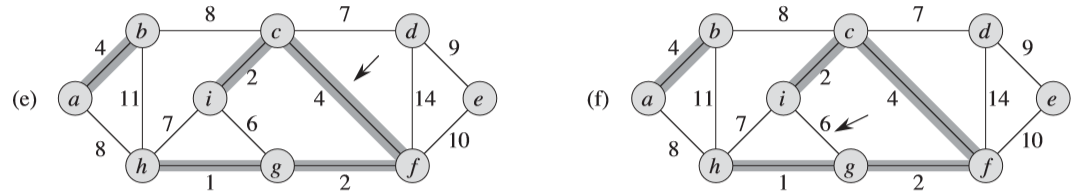 8 7 8 7
b c d b c d
4 9 4 9
2 2
(e) a 11 i 4 14 e (f) a 11 i 4 14 e
7 6 7 6
8 10 8 10
h g f h g f
1 2 1 2